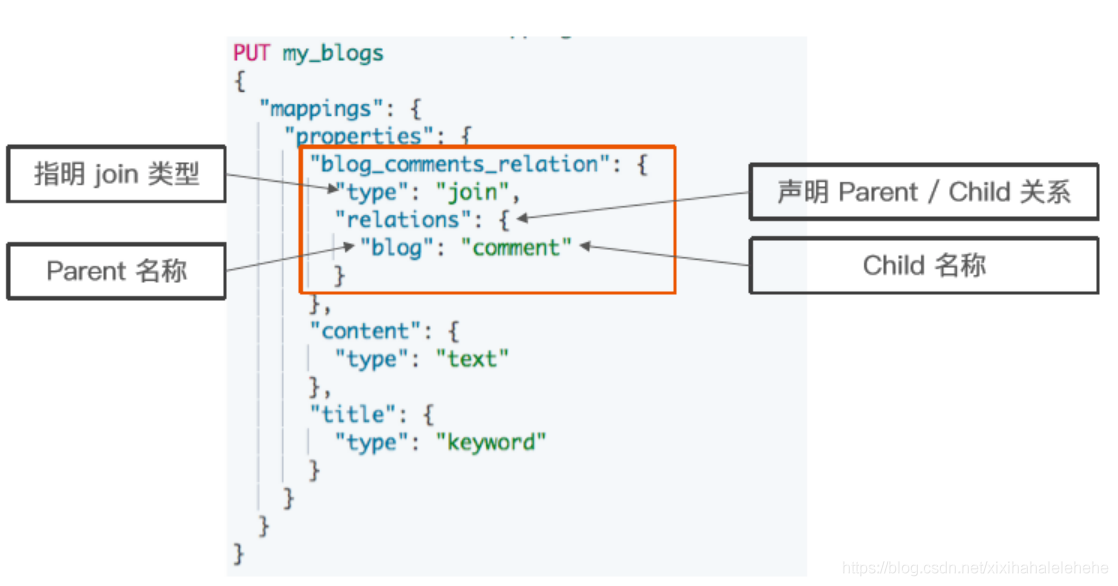 PUT my_blogs
{
"mappings": {
"properties": {
"blog_comments_relation": {
"type": "join",
"relations": {
"blog": "comment"
}
},
"content": {
"type": "text"
},
"title": {
"type": "keyword"
}
}
}
}
指明 join 类型
Parent 名称
声明 Parent / Child 关系
Child 名称
https://blog.csdn.net/xixihahalelehehe